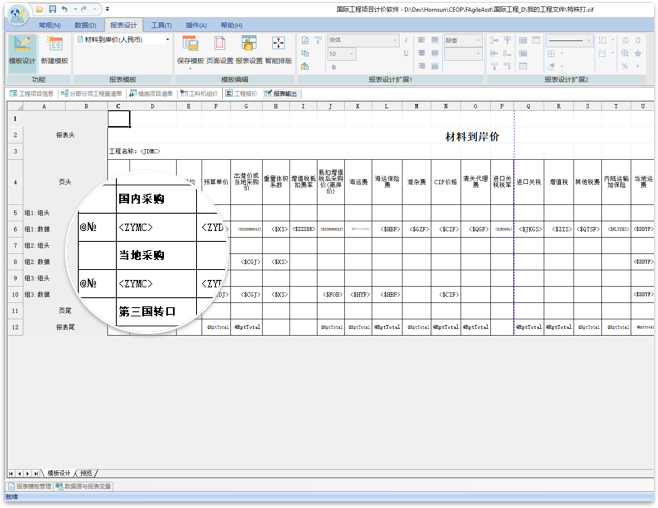 国际工程项目计价软件 - D:\Dev\Homsun\CEOP\FAgileAsst\国际工程_D\我的工程文件\特殊打.cif
常规(N) 数据(D) 报表设计 工具(T) 插件(A) 帮助(H)
材料到岸价(人民币)
宋体
缺省
10
模板设计 新建模板 保存模板 页面设置 报表设置 智能排版
功能 报表模板 模板编辑 报表设计扩展1 报表设计扩展2
工程项目信息 分部分项工程量清单 措施项目清单 工料机组价 工程报价 报表输出
A B C D E F G H I J K L M N O P Q R S T U
1
2 报表头 材料到岸价
3 工程名称: <JDMC>
4 页头 预算单价 出港价或当地采购价 重量体积系数 增值税抵扣费率 抵扣增值税后采购价(离岸价) 海运费 海运保险费 港杂费 CIF价格 清关代理费 进口关税税率 进口关税 增值税 其他税费 内陆运输加保险 当地运费
5 组1: 组头 国内采购
6 组1: 数据 @№ <ZYMC> <$XS> <$ZZSDK> <$HBF> <$GZF> <$CIF> <$QGF> <$JKGS> <$ZZS> <$QTSF> <$NLYSX> <$DDYF>
7 组2: 组头 当地采购
8 组2: 数据 @№ <ZYMC> <$CGJ> <$XS> <$DDYF>
9 组3: 组头 第三国转口
10 组3: 数据 <$CGJ> <$XS> <$FOB> <$HYF> <$HBF> <$CIF> <$DDYF>
11 页尾
12 报表尾 @RptTotal @RptTotal @RptTotal @RptTotal @RptTotal @RptTotal @RptTotal @RptTotal @RptTotal @RptTotal @RptTotal @RptTotal @RptTotal
模板设计 预览
报表模板管理 数据源与报表变量
就绪